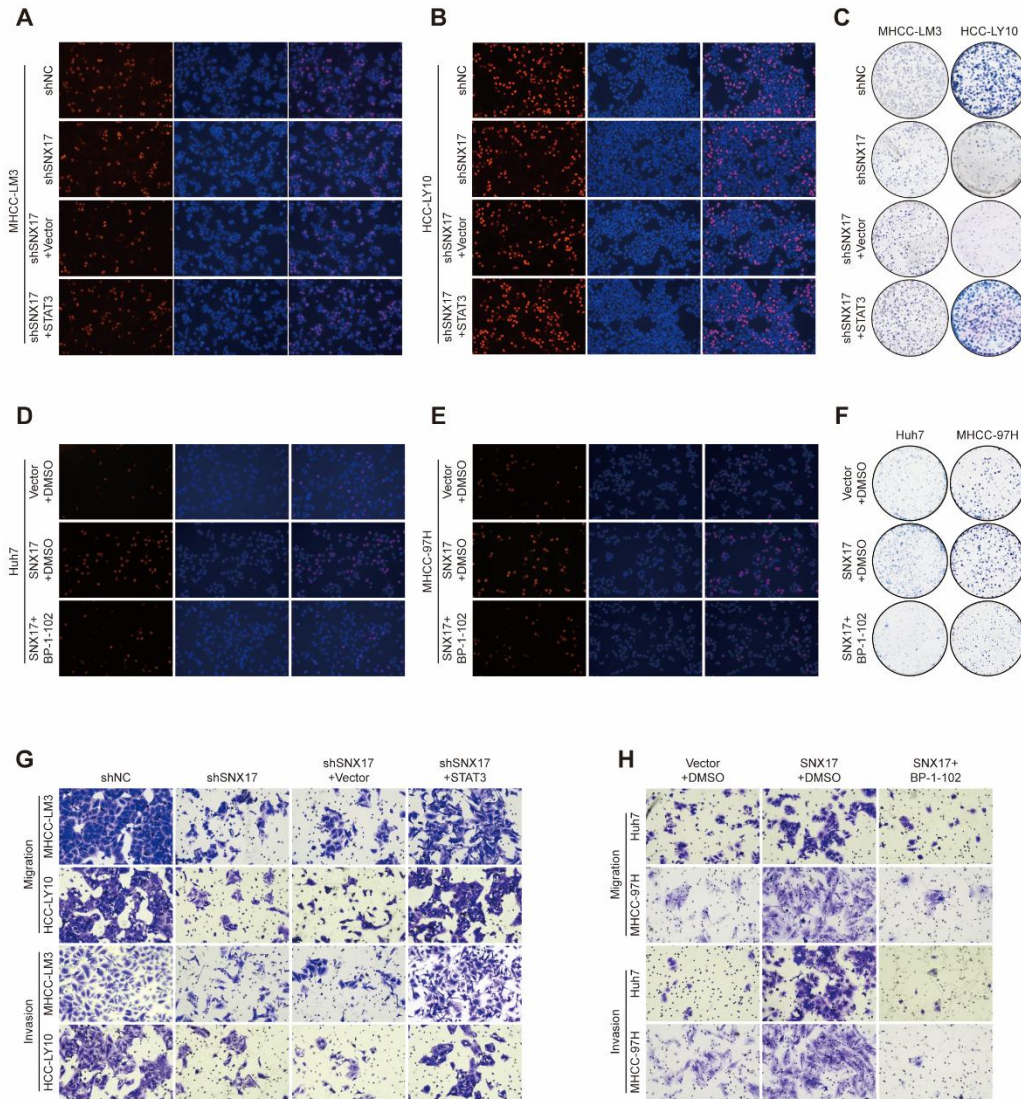 A
B
C
MHCC-LM3
shNC
shSNX17
shSNX17
+Vector
shSNX17
+STAT3
HCC-LY10
shNC
shSNX17
shSNX17
+Vector
shSNX17
+STAT3
MHCC-LM3 HCC-LY10
shNC
shSNX17
shSNX17
+Vector
shSNX17
+STAT3
D
E
F
Huh7
Vector
+DMSO
SNX17
+DMSO
SNX17+
BP-1-102
MHCC-97H
Vector
+DMSO
SNX17
+DMSO
SNX17+
BP-1-102
Huh7 MHCC-97H
Vector
+DMSO
SNX17
+DMSO
SNX17+
BP-1-102
G
shNC
shSNX17
shSNX17
+Vector
shSNX17
+STAT3
Migration
MHCC-LM3
HCC-LY10
Invasion
MHCC-LM3
HCC-LY10
H
Vector
+DMSO
SNX17
+DMSO
SNX17+
BP-1-102
Migration
Huh7
MHCC-97H
Invasion
Huh7
MHCC-97H